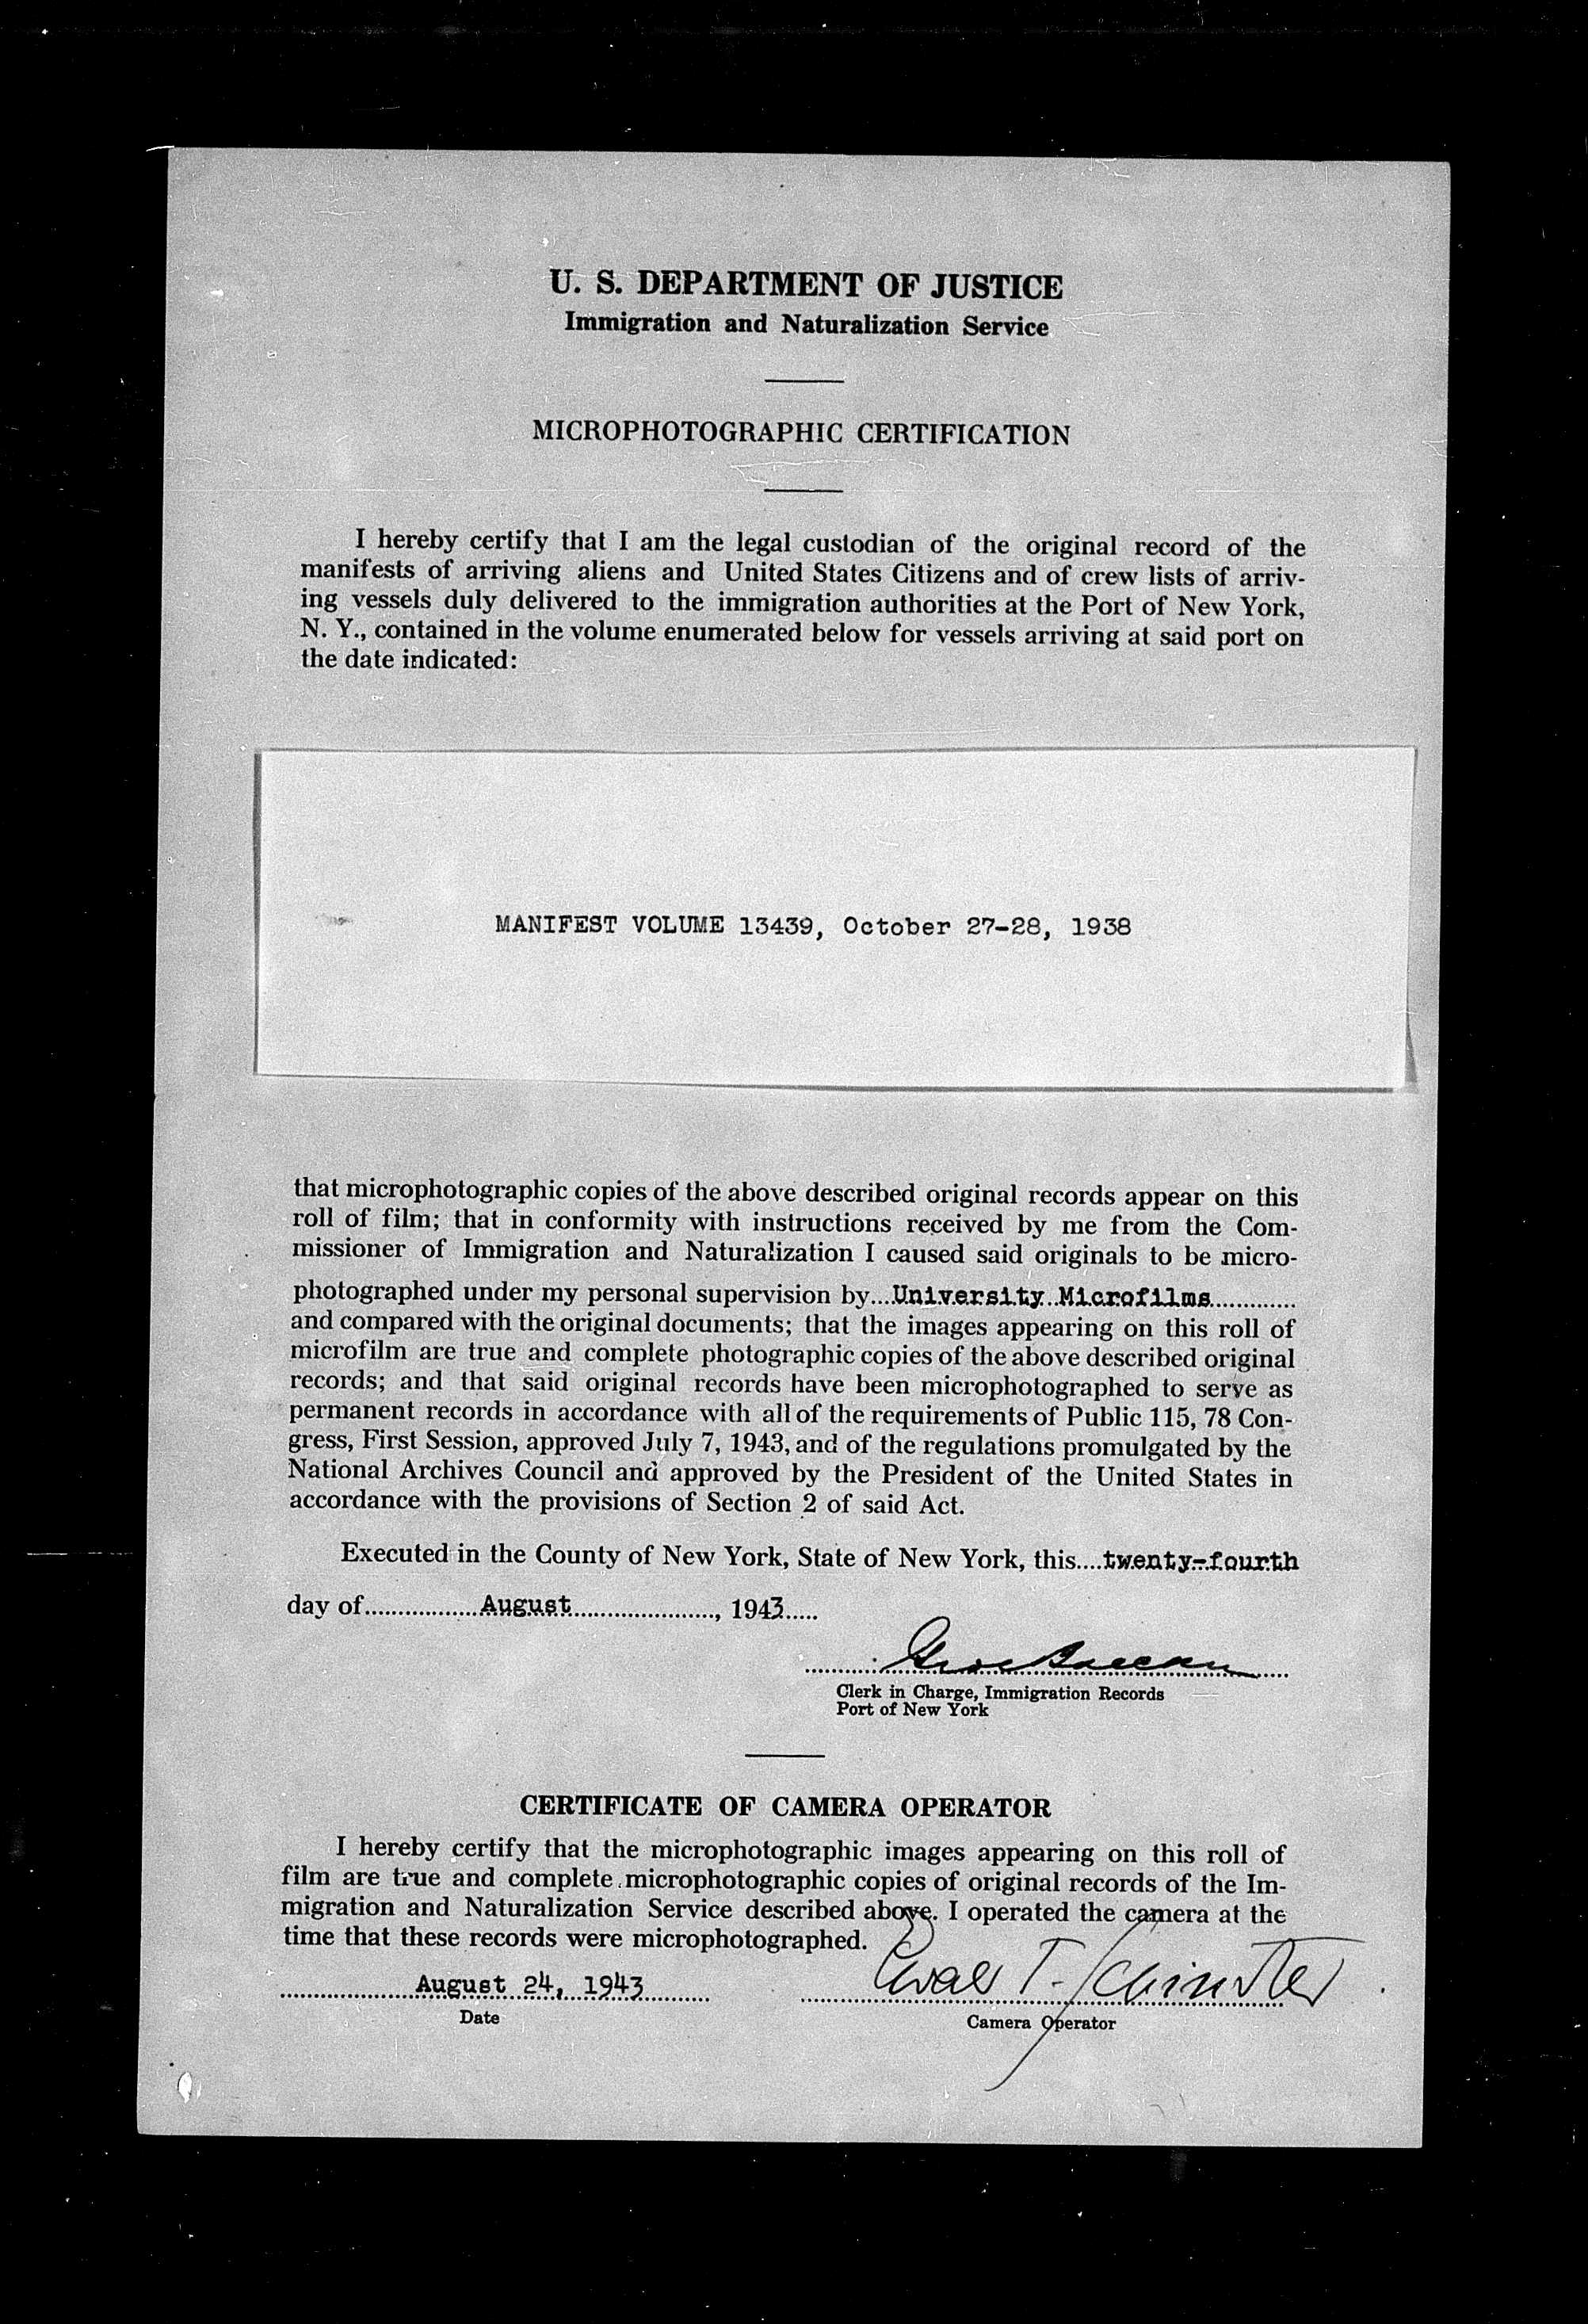 U. S. DEPARTMENT OF JUSTICE
Immigration and Naturalization Service
MICROPHOTOGRAPHIC CERTIFICATION
I hereby certify that I am the legal custodian of the original record of the
manifests of arriving aliens and United States Citizens and of crew lists of arriv-
ing vessels duly delivered to the immigration authorities at the Port of New York,
N. Y., contained in the volume enumerated below for vessels arriving at said port on
the date indicated:
MANIFEST VOLUME 13439, October 27-28, 1938
that microphotographic copies of the above described original records appear on this
roll of film; that in conformity with instructions received by me from the Com-
missioner of Immigration and Naturalization I caused said originals to be micro-
photographed under my personal supervision by....University Microfilms.............
and compared with the original documents; that the images appearing on this roll of
microfilm are true and complete photographic copies of the above described original
records; and that said original records have been microphotographed to serve as
permanent records in accordance with all of the requirements of Public 115, 78 Con-
gress, First Session, approved July 7, 1943, and of the regulations promulgated by the
National Archives Council and approved by the President of the United States in
accordance with the provisions of Section 2 of said Act.
Executed in the County of New York, State of New York, this....twenty-fourth
day of..................August......................, 1943.....
Clerk in Charge, Immigration Records
Port of New York
CERTIFICATE OF CAMERA OPERATOR
I hereby certify that the microphotographic images appearing on this roll of
film are true and complete microphotographic copies of original records of the Im-
migration and Naturalization Service described above. I operated the camera at the
time that these records were microphotographed.
August 24, 1943
T. Schindler
Date
Camera Operator